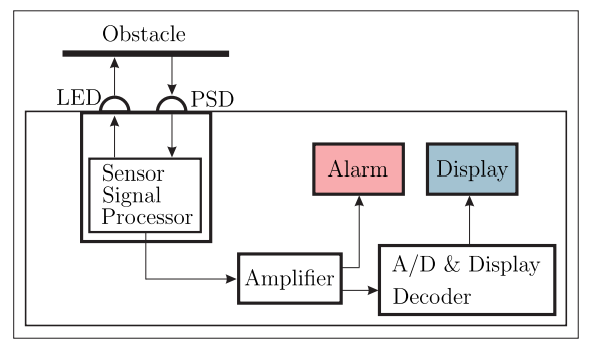 Obstacle
LED
PSD
Sensor
Signal
Processor
Alarm
Display
Amplifier
A/D & Display
Decoder